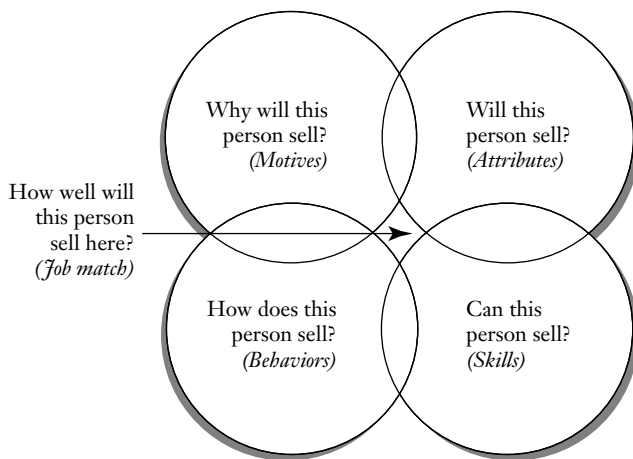 Why will this
person sell?
(Motives)
Will this
person sell?
(Attributes)
How well will
this person
sell here?
(Job match)
How does this
person sell?
(Behaviors)
Can this
person sell?
(Skills)